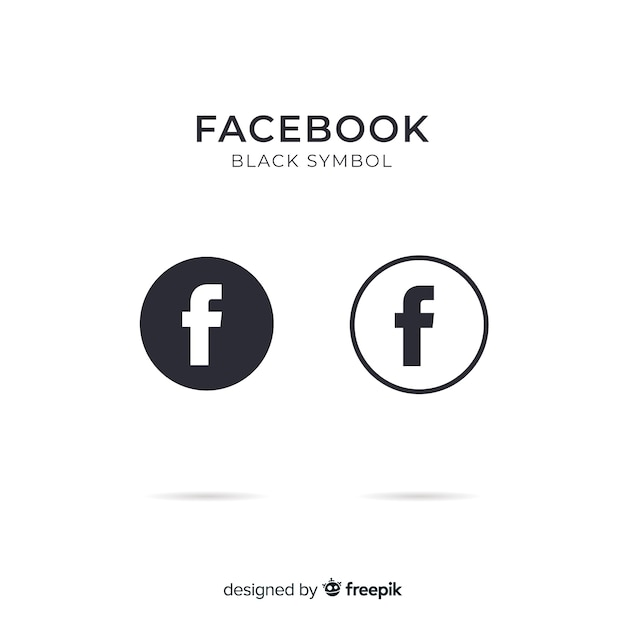 FACEBOOK
BLACK SYMBOL
f f
designed by freepik